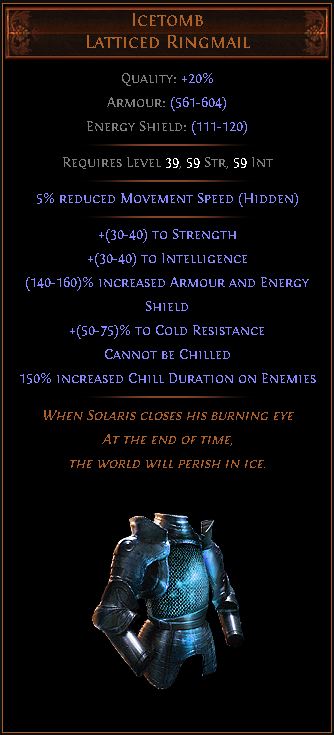 Icetomb
Latticed Ringmail
Quality: +20%
Armour: (561-604)
Energy Shield: (111-120)
Requires Level 39, 59 Str, 59 Int
5% reduced Movement Speed (Hidden)
+(30-40) to Strength
+(30-40) to Intelligence
(140-160)% increased Armour and Energy
Shield
+(50-75)% to Cold Resistance
Cannot be Chilled
150% increased Chill Duration on Enemies
When Solaris closes his burning eye
At the end of time,
the world will perish in ice.